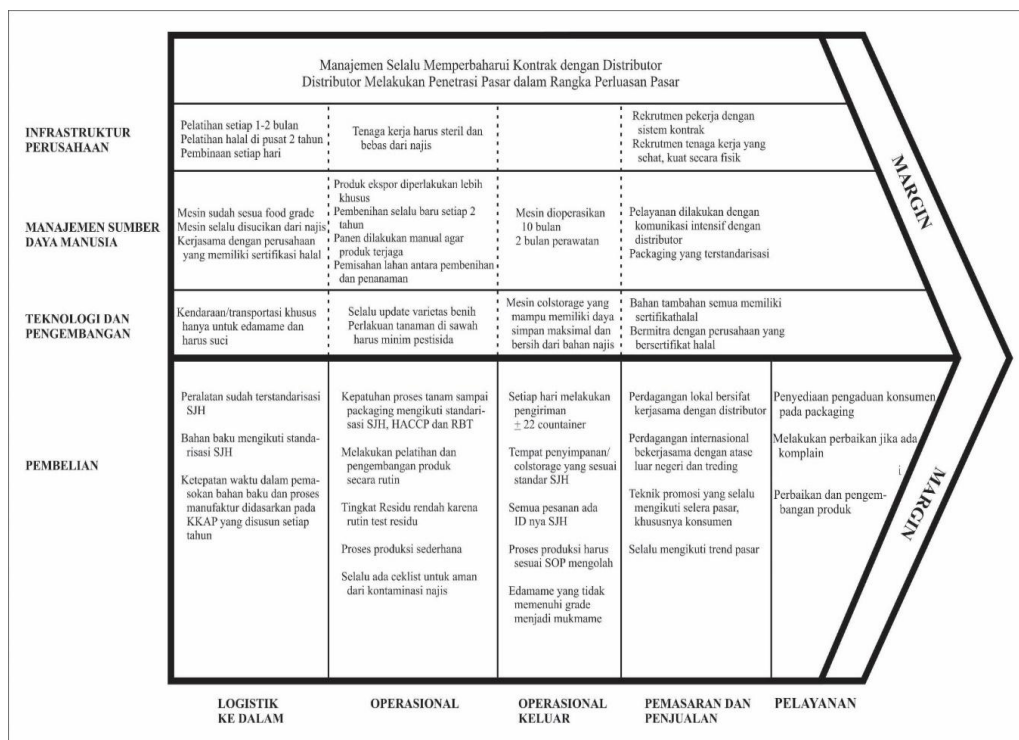 Manajemen Selalu Memperbaharui Kontrak dengan Distributor
Distributor Melakukan Penetrasi Pasar dalam Rangka Perluasan Pasar
INFRASTRUKTUR
PERUSAHAAN
Pelatihan setiap 1-2 bulan
Pelatihan halal di pusat 2 tahun
Pembinaan setiap hari
Tenaga kerja harus steril dan
bebas dari najis
Rekrutmen pekerja dengan
sistem kontrak
Rekrutmen tenaga kerja yang
sehat, kuat secara fisik
MANAJEMEN SUMBER
DAYA MANUSIA
Mesin sudah sesua food grade
Mesin selalu disucikan dari najis
Kerjasama dengan perusahaan
yang memiliki sertifikasi halal
Produk ekspor diperlakukan lebih
khusus
Pembenihan selalu baru setiap 2
tahun
Panen dilakukan manual agar
produk terjaga
Pemisahan lahan antara pembenihan
dan penanaman
Mesin dioperasikan
10 bulan
2 bulan perawatan
Pelayanan dilakukan dengan
komunikasi intensif dengan
distributor
Packaging yang terstandarisasi
TEKNOLOGI DAN
PENGEMBANGAN
Kendaraan/transportasi khusus
hanya untuk edamame dan
harus suci
Selalu update varietas benih
Perlakuan tanaman di sawah
harus minim pestisida
Mesin colstorage yang
mampu memiliki daya
simpan maksimal dan
bersih dari bahan najis
Bahan tambahan semua memiliki
sertifikathalal
Bermitra dengan perusahaan yang
bersertifikat halal
MARGIN
PEMBELIAN
Peralatan sudah terstandarisasi
SJH
Bahan baku mengikuti standa-
risasi SJH
Ketepatan waktu dalam pema-
sokan bahan baku dan proses
manufaktur didasarkan pada
KKAP yang disusun setiap
tahun
Kepatuhan proses tanam sampai
packaging mengikuti standari-
sasi SJH, HACCP dan RBT
Melakukan pelatihan dan
pengembangan produk
secara rutin
Tingkat Residu rendah karena
rutin test residu
Proses produksi sederhana
Selalu ada ceklist untuk aman
dari kontaminasi najis
Setiap hari melakukan
pengiriman
± 22 countainer
Tempat penyimpanan/
colstorage yang sesuai
standar SJH
Semua pesanan ada
ID nya SJH
Proses produksi harus
sesuai SOP mengolah
Edamame yang tidak
memenuhi grade
menjadi mukmame
Perdagangan lokal bersifat
kerjasama dengan distributor
Perdagangan internasional
bekerjasama dengan atase
luar negeri dan treding
Teknik promosi yang selalu
mengikuti selera pasar,
khususnya konsumen
Selalu mengikuti trend pasar
Penyediaan pengaduan konsumen
pada packaging
Melakukan perbaikan jika ada
komplain
i
Perbaikan dan pengem-
bangan produk
MARGIN
LOGISTIK
KE DALAM
OPERASIONAL
OPERASIONAL
KELUAR
PEMASARAN DAN
PENJUALAN
PELAYANAN